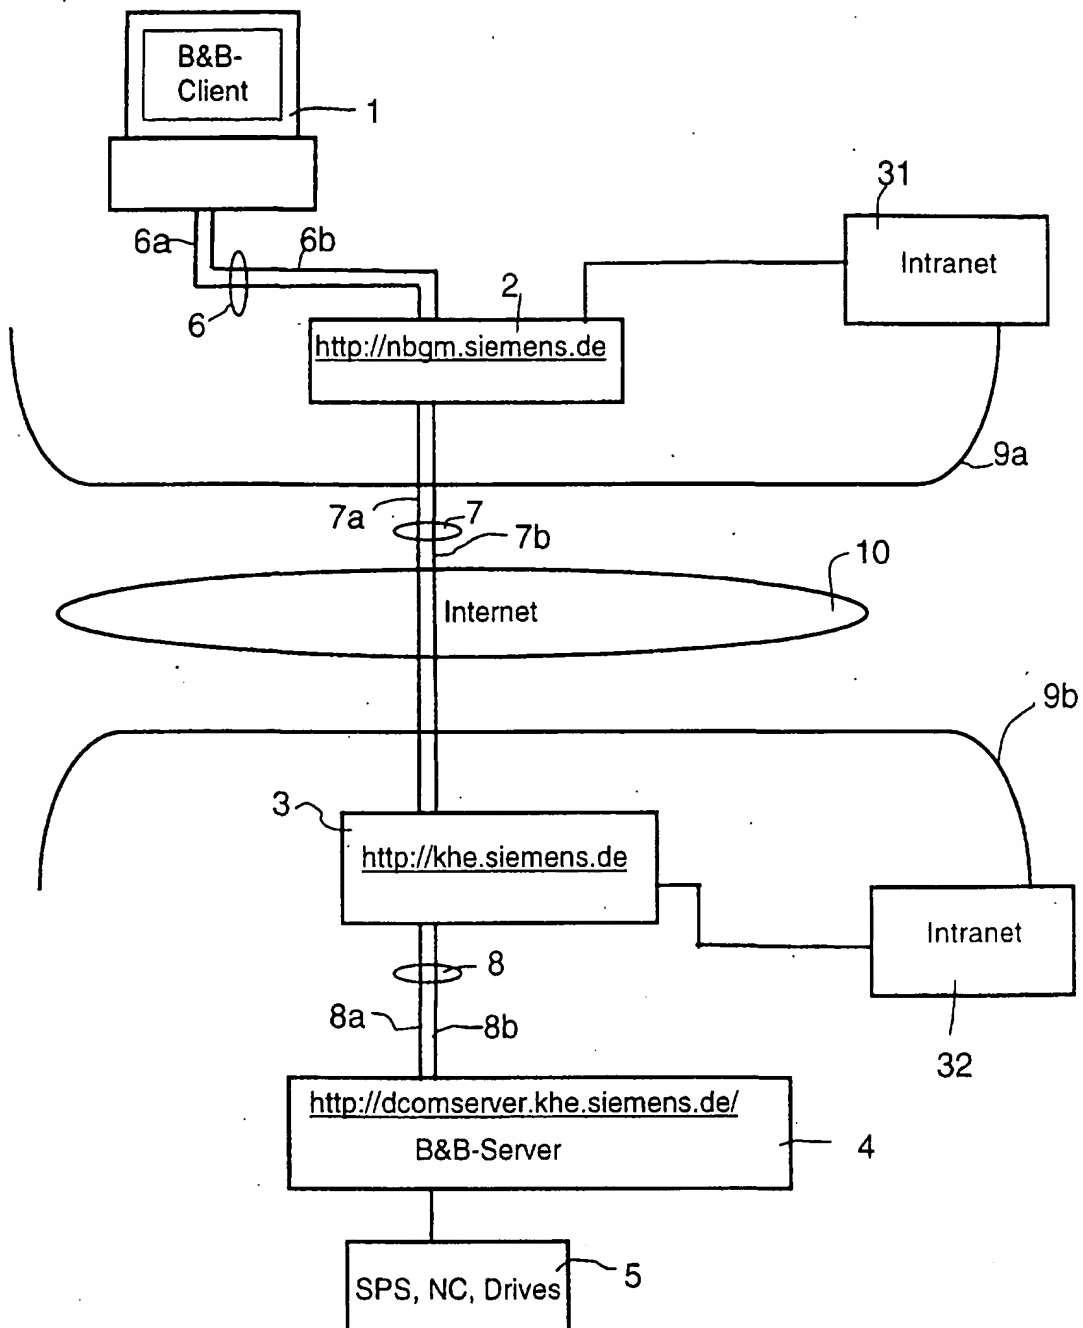 B&B-
Client
1
31
Intranet
6a
6b
6
2
http://nbgm.siemens.de
9a
7a
7
7b
10
Internet
9b
3
http://khe.siemens.de
Intranet
8
8a
8b
32
http://dcomserver.khe.siemens.de/
B&B-Server
4
SPS, NC, Drives
5